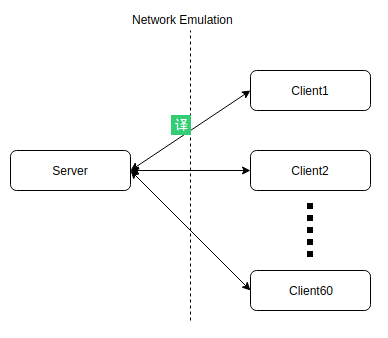 Network Emulation
Client1
译
Server
Client2
Client60